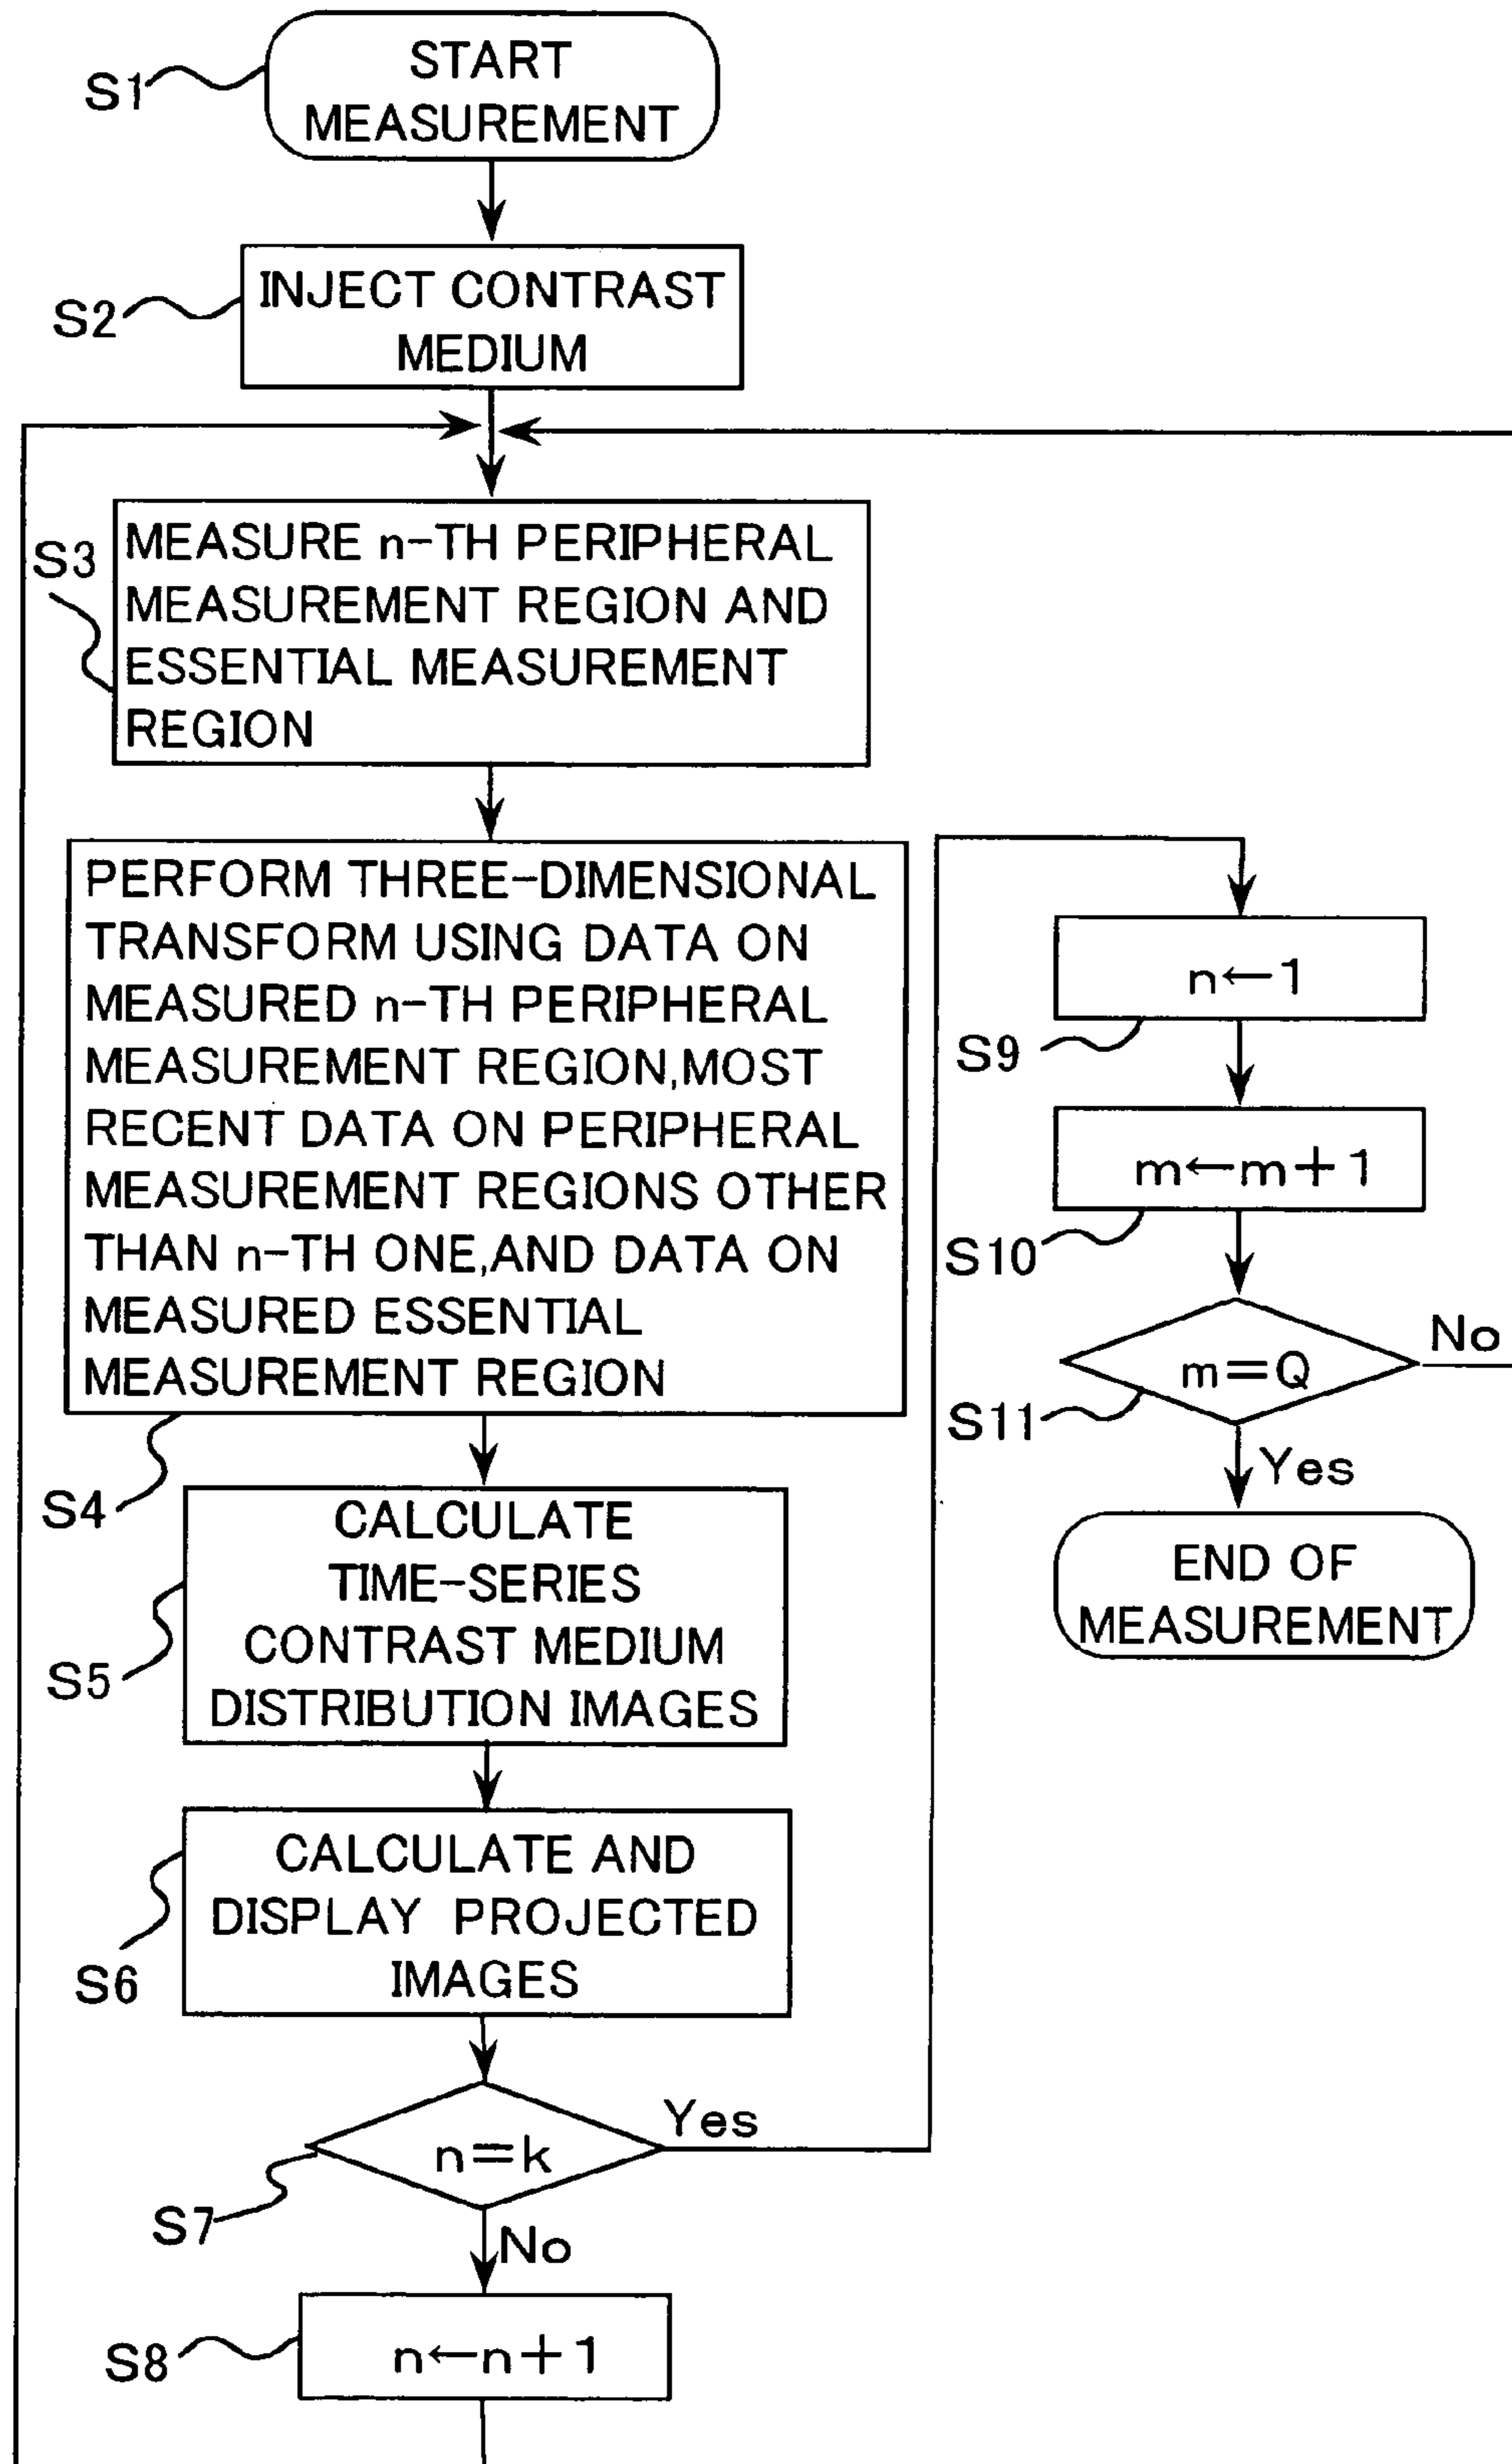 S1
START
MEASUREMENT
S2
INJECT CONTRAST
MEDIUM
S3
MEASURE n-TH PERIPHERAL
MEASUREMENT REGION AND
ESSENTIAL MEASUREMENT
REGION
PERFORM THREE-DIMENSIONAL
TRANSFORM USING DATA ON
MEASURED n-TH PERIPHERAL
MEASUREMENT REGION,MOST
RECENT DATA ON PERIPHERAL
MEASUREMENT REGIONS OTHER
THAN n-TH ONE,AND DATA ON
MEASURED ESSENTIAL
MEASUREMENT REGION
S4
CALCULATE
TIME-SERIES
CONTRAST MEDIUM
DISTRIBUTION IMAGES
S5
CALCULATE AND
DISPLAY PROJECTED
IMAGES
S6
n=k
Yes
S7
No
n←n+1
S8
n←1
S9
m←m+1
S10
m=Q
No
S11
Yes
END OF
MEASUREMENT